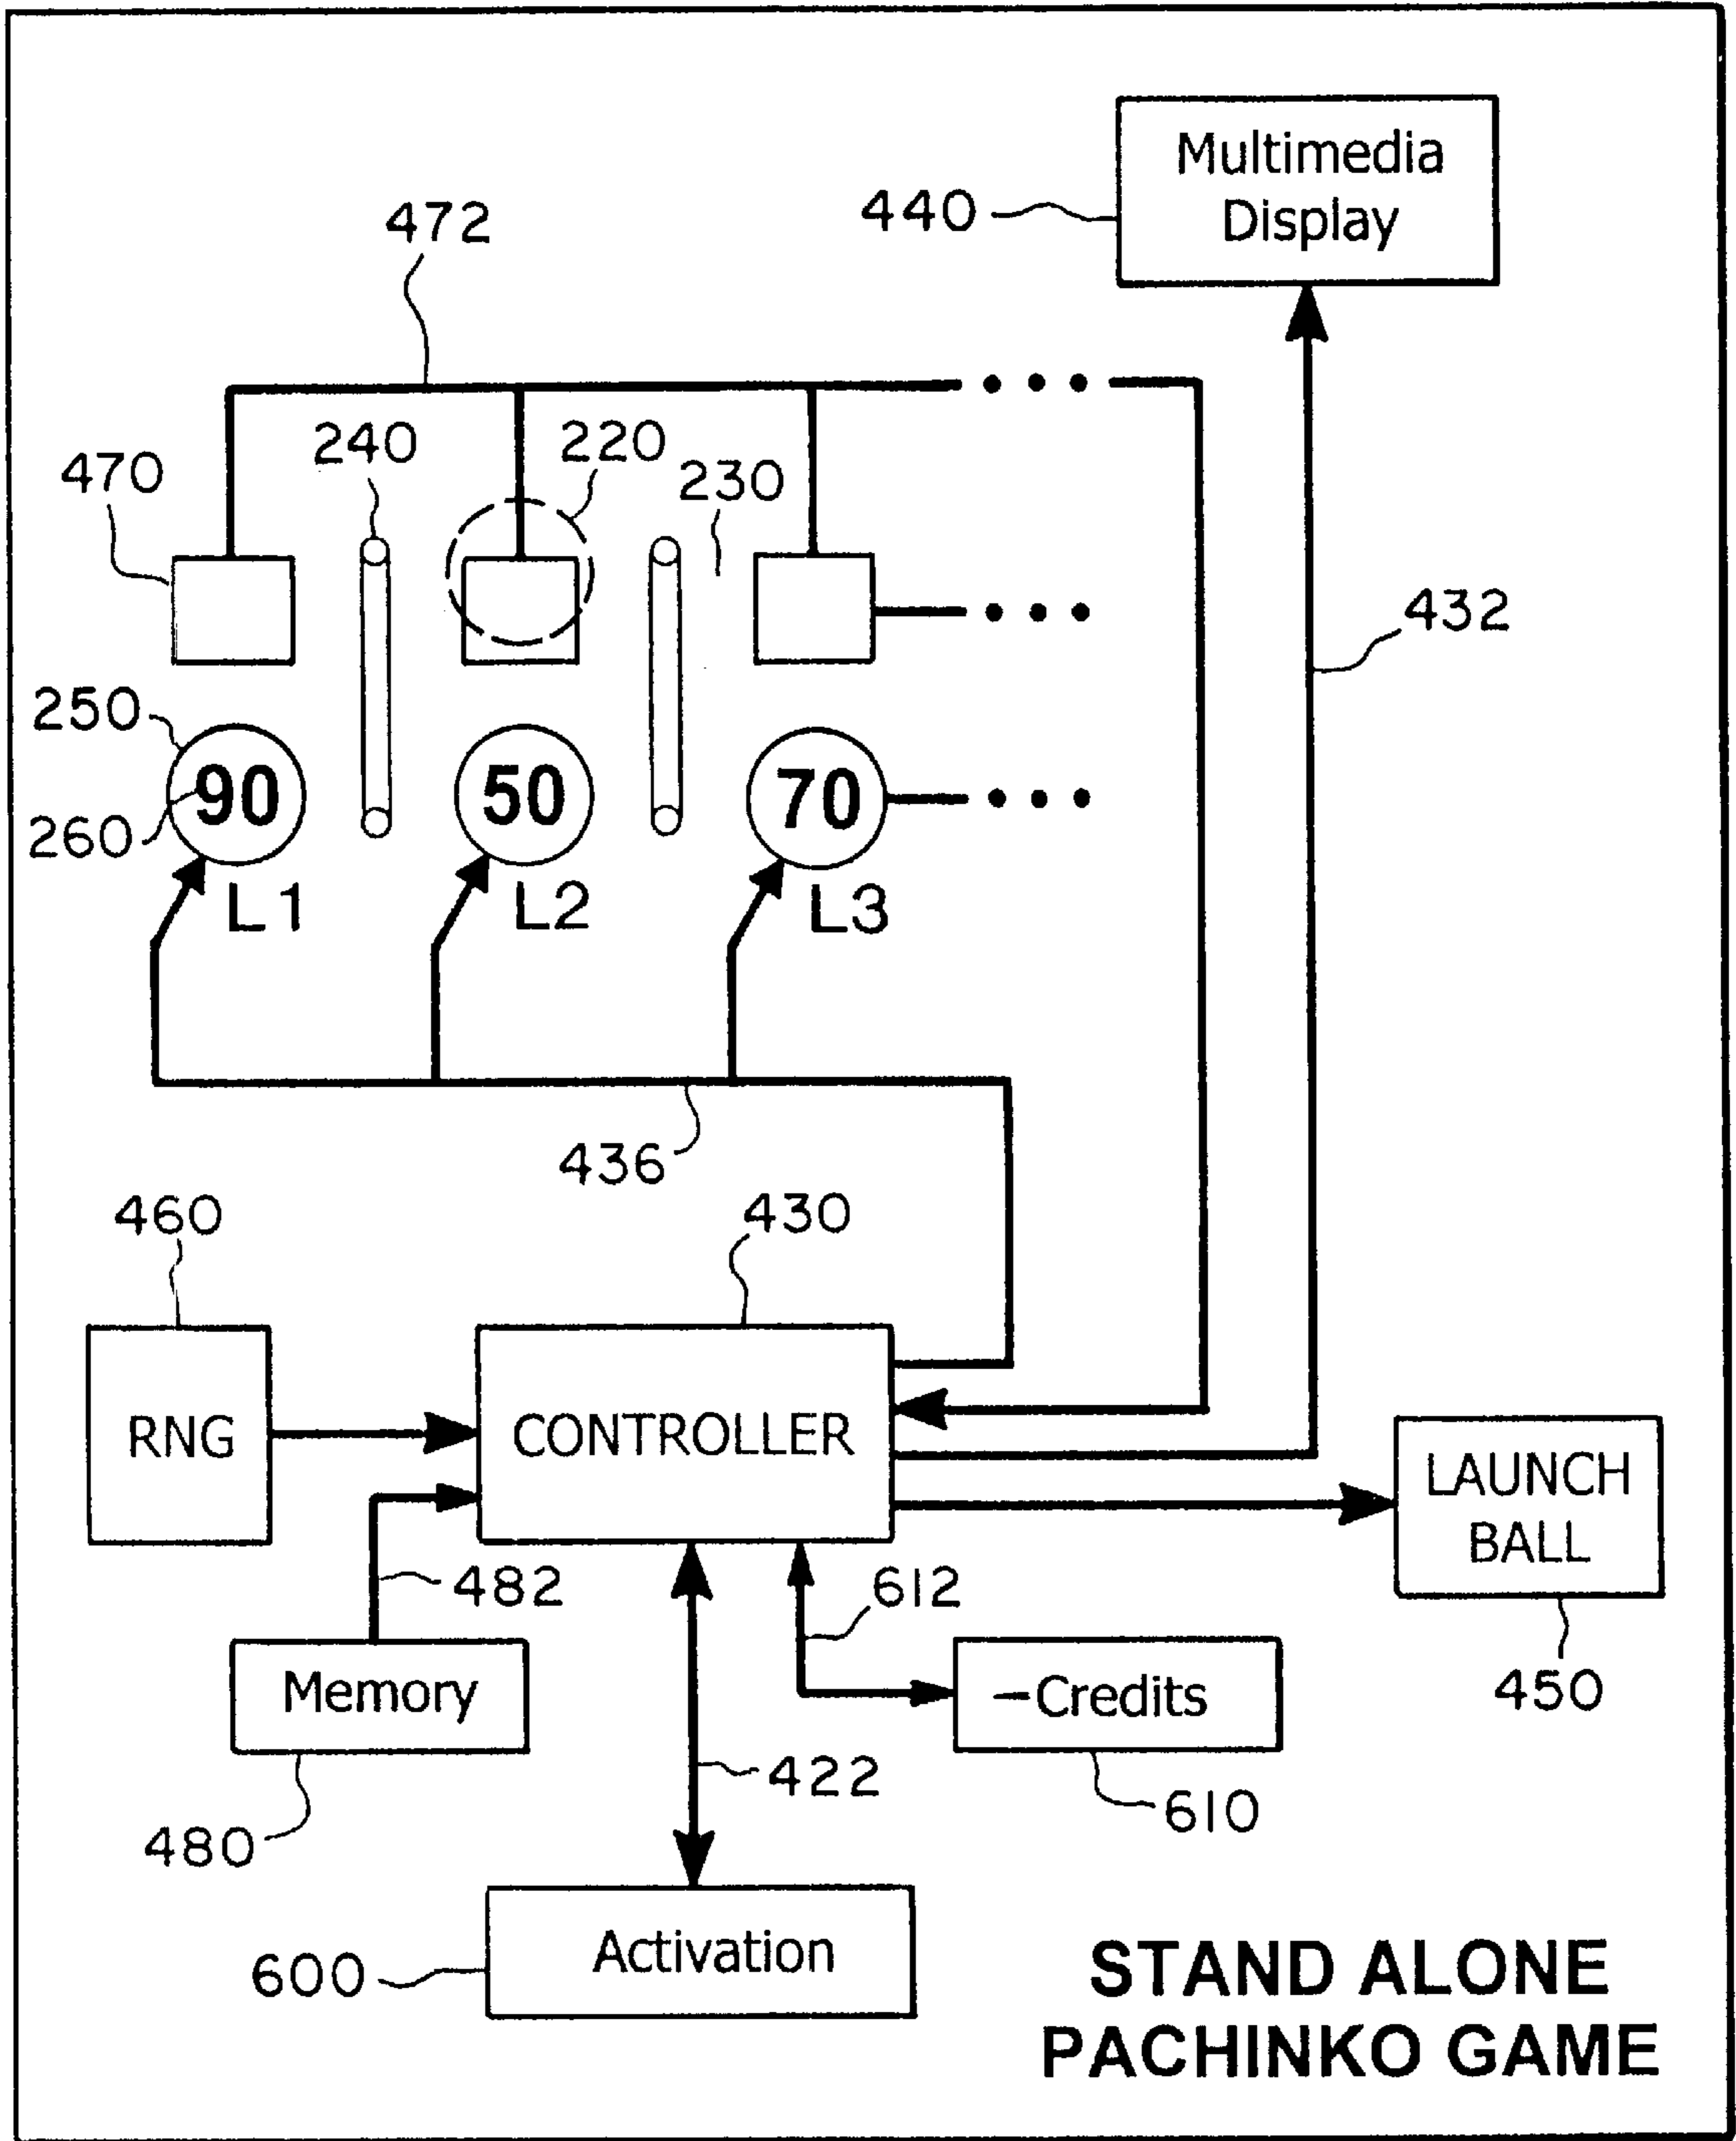 Multimedia
Display
440
472
240
220
230
470
432
250
90
50
70
260
L1
L2
L3
436
460
430
RNG
CONTROLLER
LAUNCH
BALL
482
612
Memory
-Credits
450
422
480
610
Activation
600
STAND ALONE
PACHINKO GAME